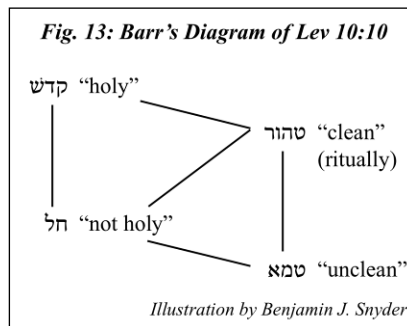 Fig. 13: Barr's Diagram of Lev 10:10
קדשׁ “holy”
טהור “clean”
(ritually)
חל “not holy”
טמא “unclean”
Illustration by Benjamin J. Snyder